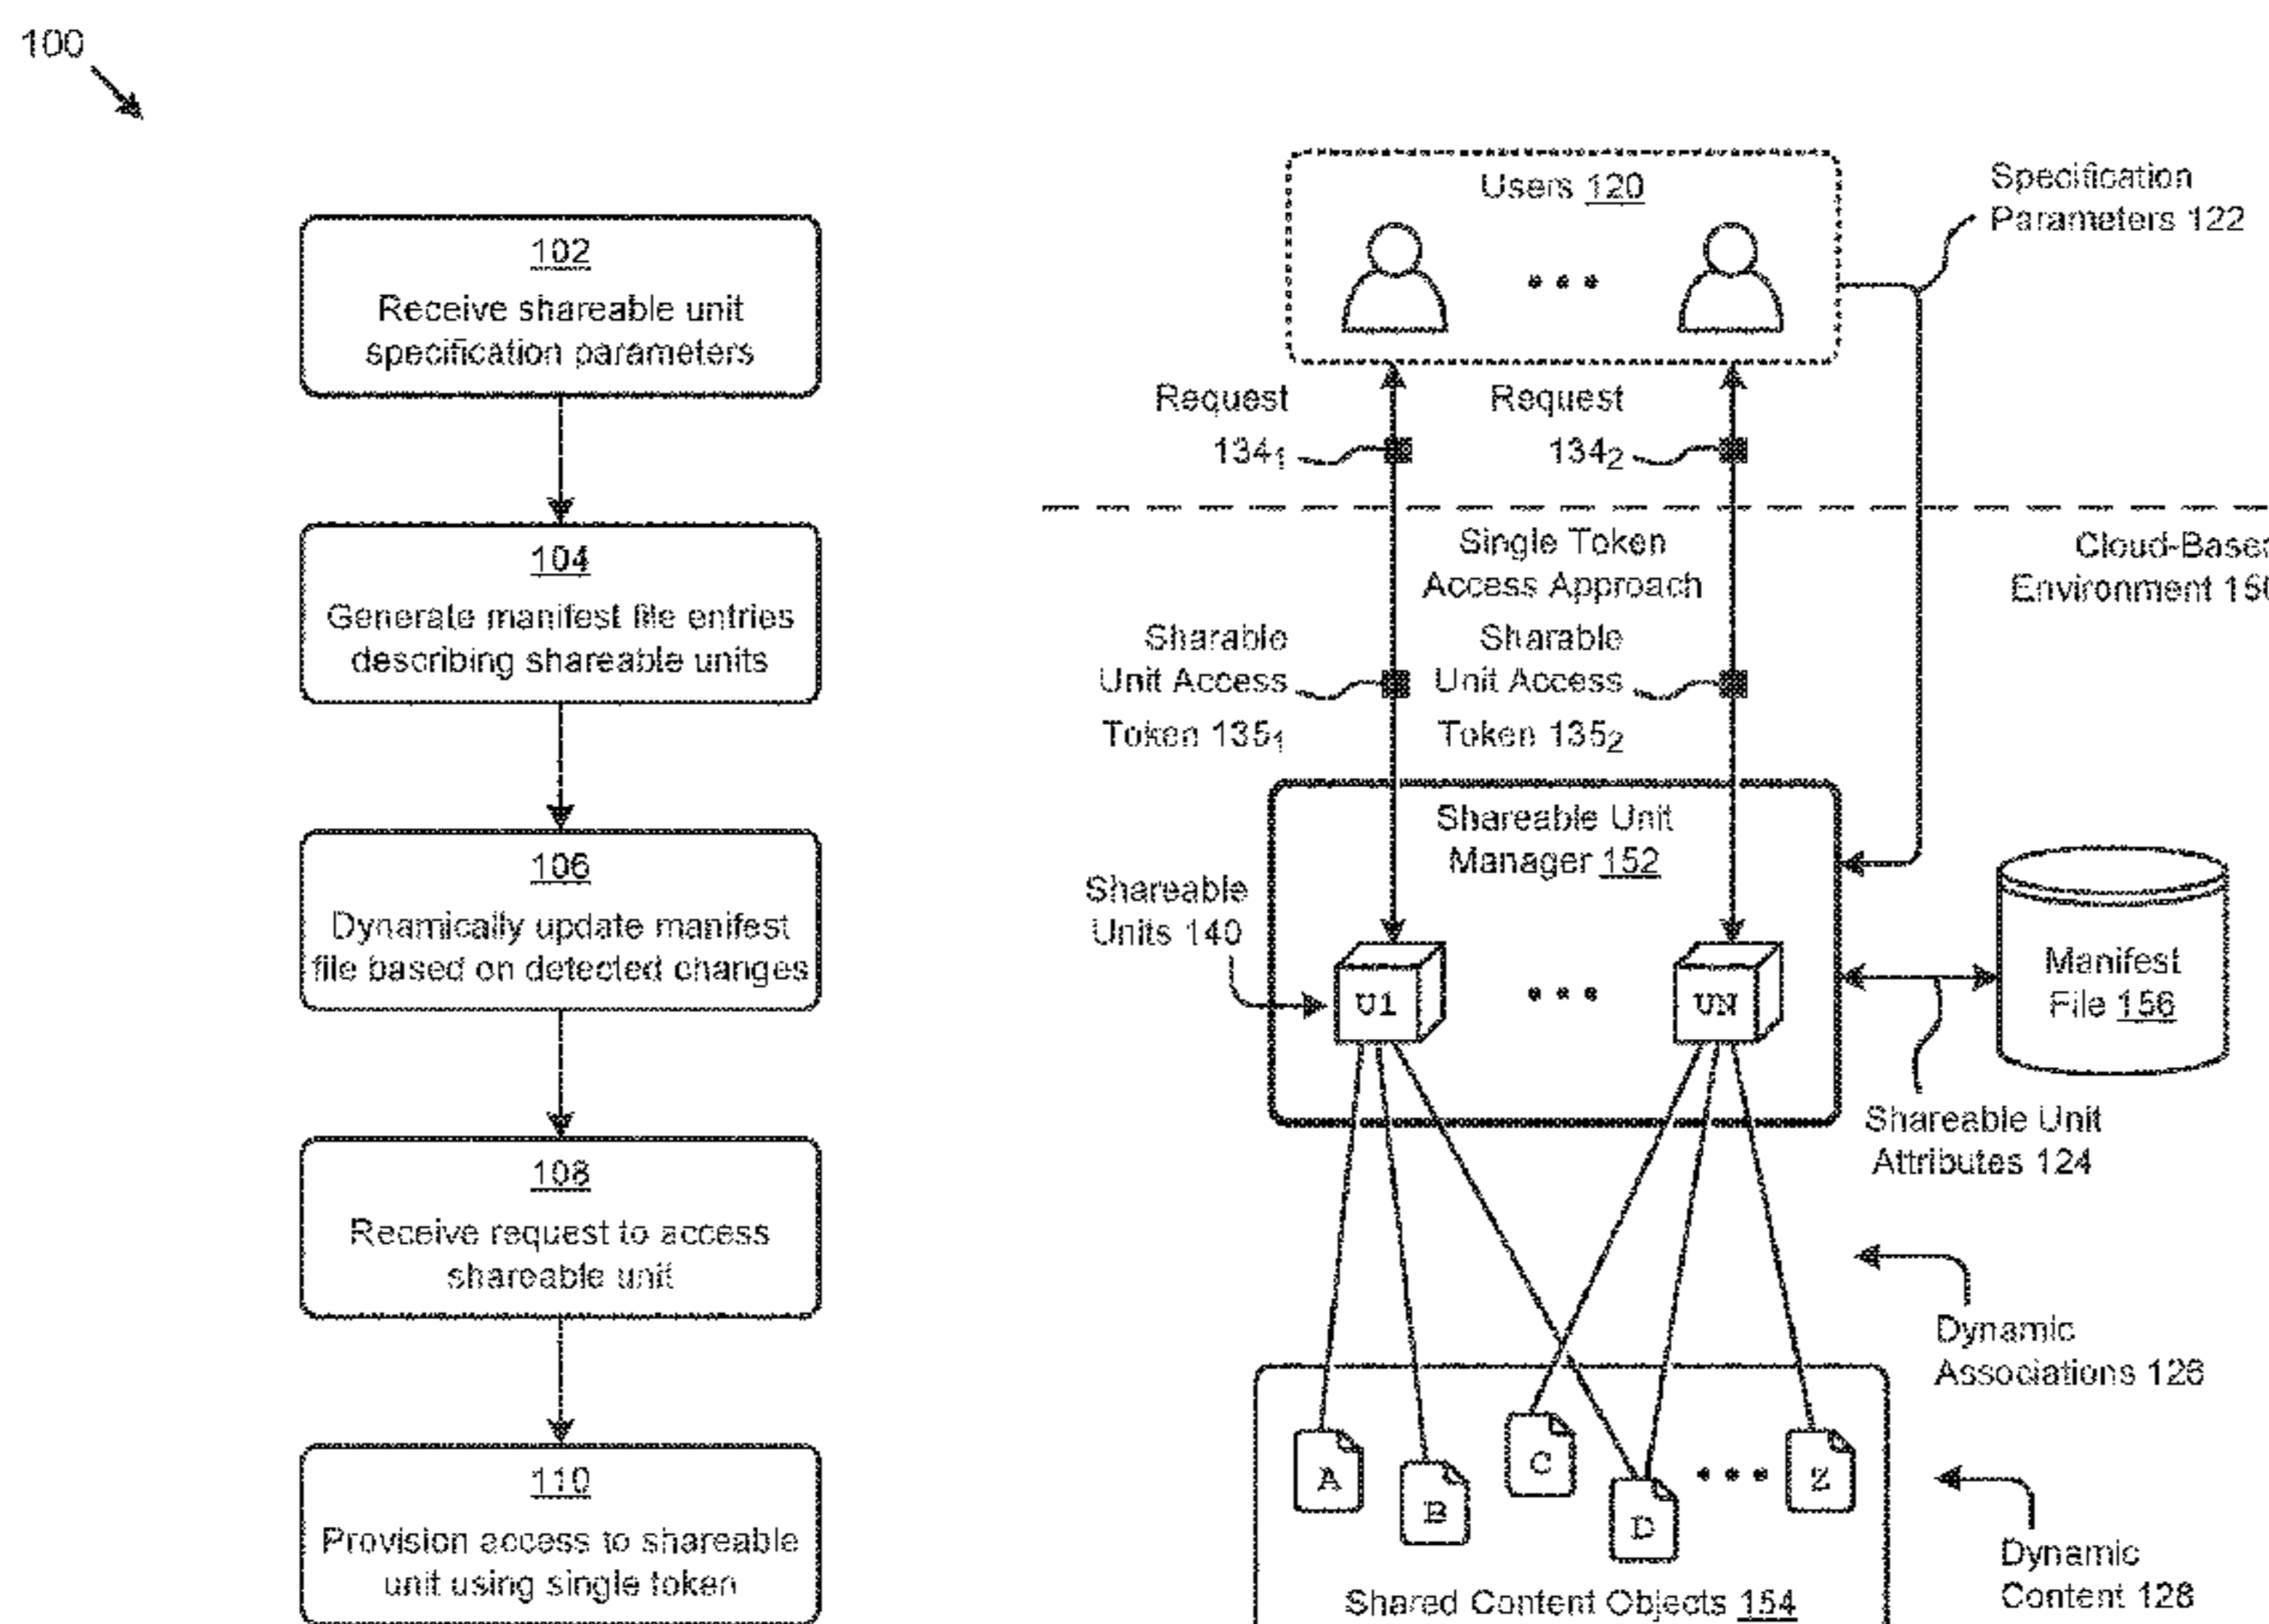 100
102
Receive shareable unit
specification parameters
104
Generate manifest file entries
describing shareable units
106
Dynamically update manifest
file based on detected changes
108
Receive request to access
shareable unit
110
Provision access to shareable
unit using single token
Users 120
Specification
Parameters 122
Request
134₁
Request
134₂
Single Token
Access Approach
Cloud-Based
Environment 150
Sharable
Unit Access
Token 135₁
Sharable
Unit Access
Token 135₂
Shareable Unit
Manager 152
Shareable
Units 140
U1
UN
Manifest
File 156
Shareable Unit
Attributes 124
Dynamic
Associations 126
A
B
C
D
Z
Dynamic
Content 128
Shared Content Objects 154